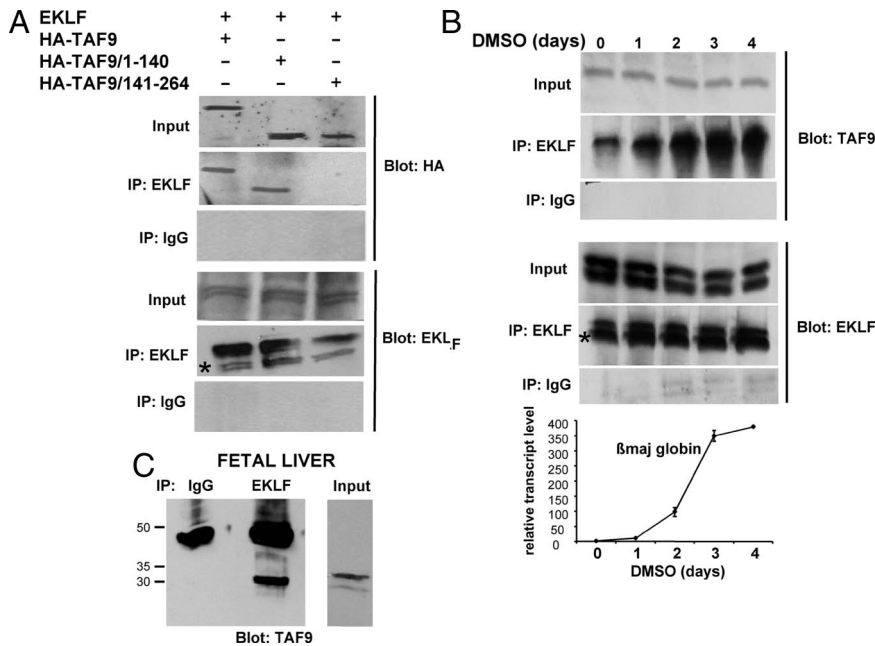 A
EKLF + + +
HA-TAF9 + – –
HA-TAF9/1-140 – + –
HA-TAF9/141-264 – – +
Input
IP: EKLF
IP: IgG
Blot: HA
Input
IP: EKLF
*
IP: IgG
Blot: EKL.F
B
DMSO (days) 0 1 2 3 4
Input
IP: EKLF
IP: IgG
Blot: TAF9
Input
IP: EKLF
*
IP: IgG
Blot: EKLF
relative transcript level
400
350
300
250
200
150
100
50
0
ßmaj globin
0 1 2 3 4
DMSO (days)
C
FETAL LIVER
IP: IgG EKLF Input
50
35
30
Blot: TAF9